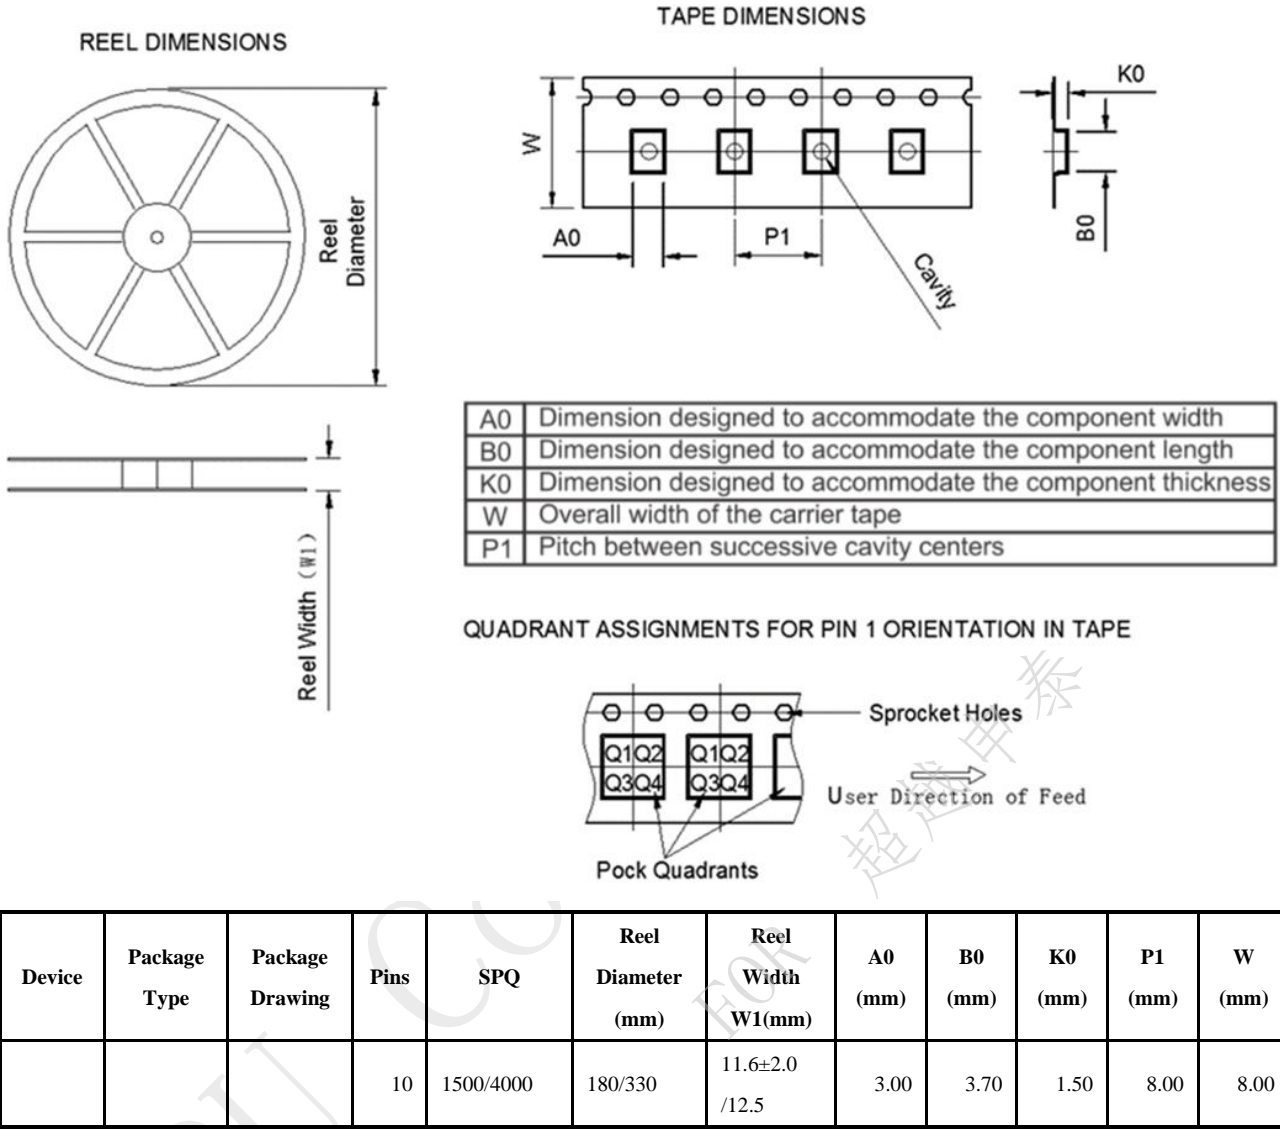 REEL DIMENSIONS
TAPE DIMENSIONS
Reel
Diameter
Reel Width (W1)
W
A0
P1
Cavity
K0
B0
A0 Dimension designed to accommodate the component width
B0 Dimension designed to accommodate the component length
K0 Dimension designed to accommodate the component thickness
W Overall width of the carrier tape
P1 Pitch between successive cavity centers
QUADRANT ASSIGNMENTS FOR PIN 1 ORIENTATION IN TAPE
Sprocket Holes
Q1 Q2 Q1 Q2
Q3 Q4 Q3 Q4
User Direction of Feed
Pock Quadrants
超越申泰
FOR
Device Package Type Package Drawing Pins SPQ Reel Diameter (mm) Reel Width W1(mm) A0 (mm) B0 (mm) K0 (mm) P1 (mm) W (mm)
10 1500/4000 180/330 11.6±2.0 /12.5 3.00 3.70 1.50 8.00 8.00